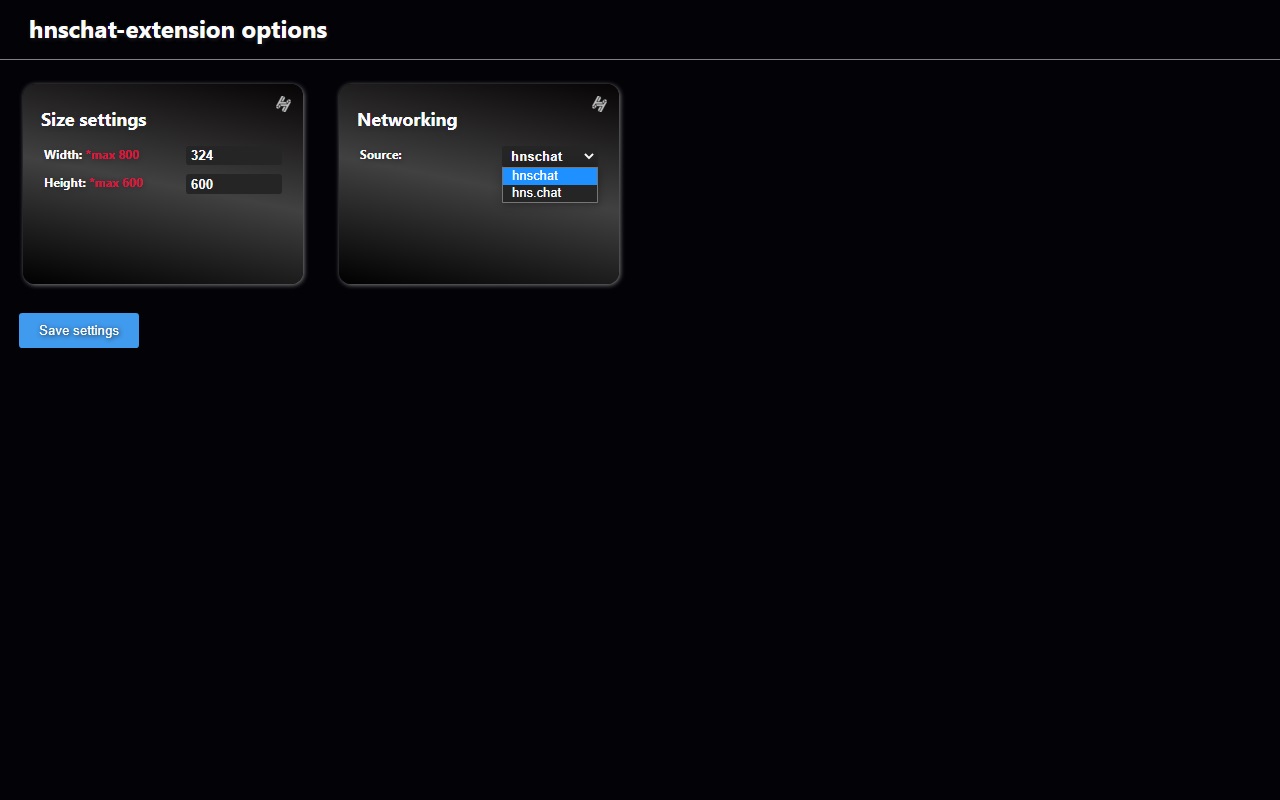 hnschat-extension options
Size settings
Width: *max 800 324
Height: *max 600 600
Networking
Source: hnschat
hnschat
hns.chat
Save settings